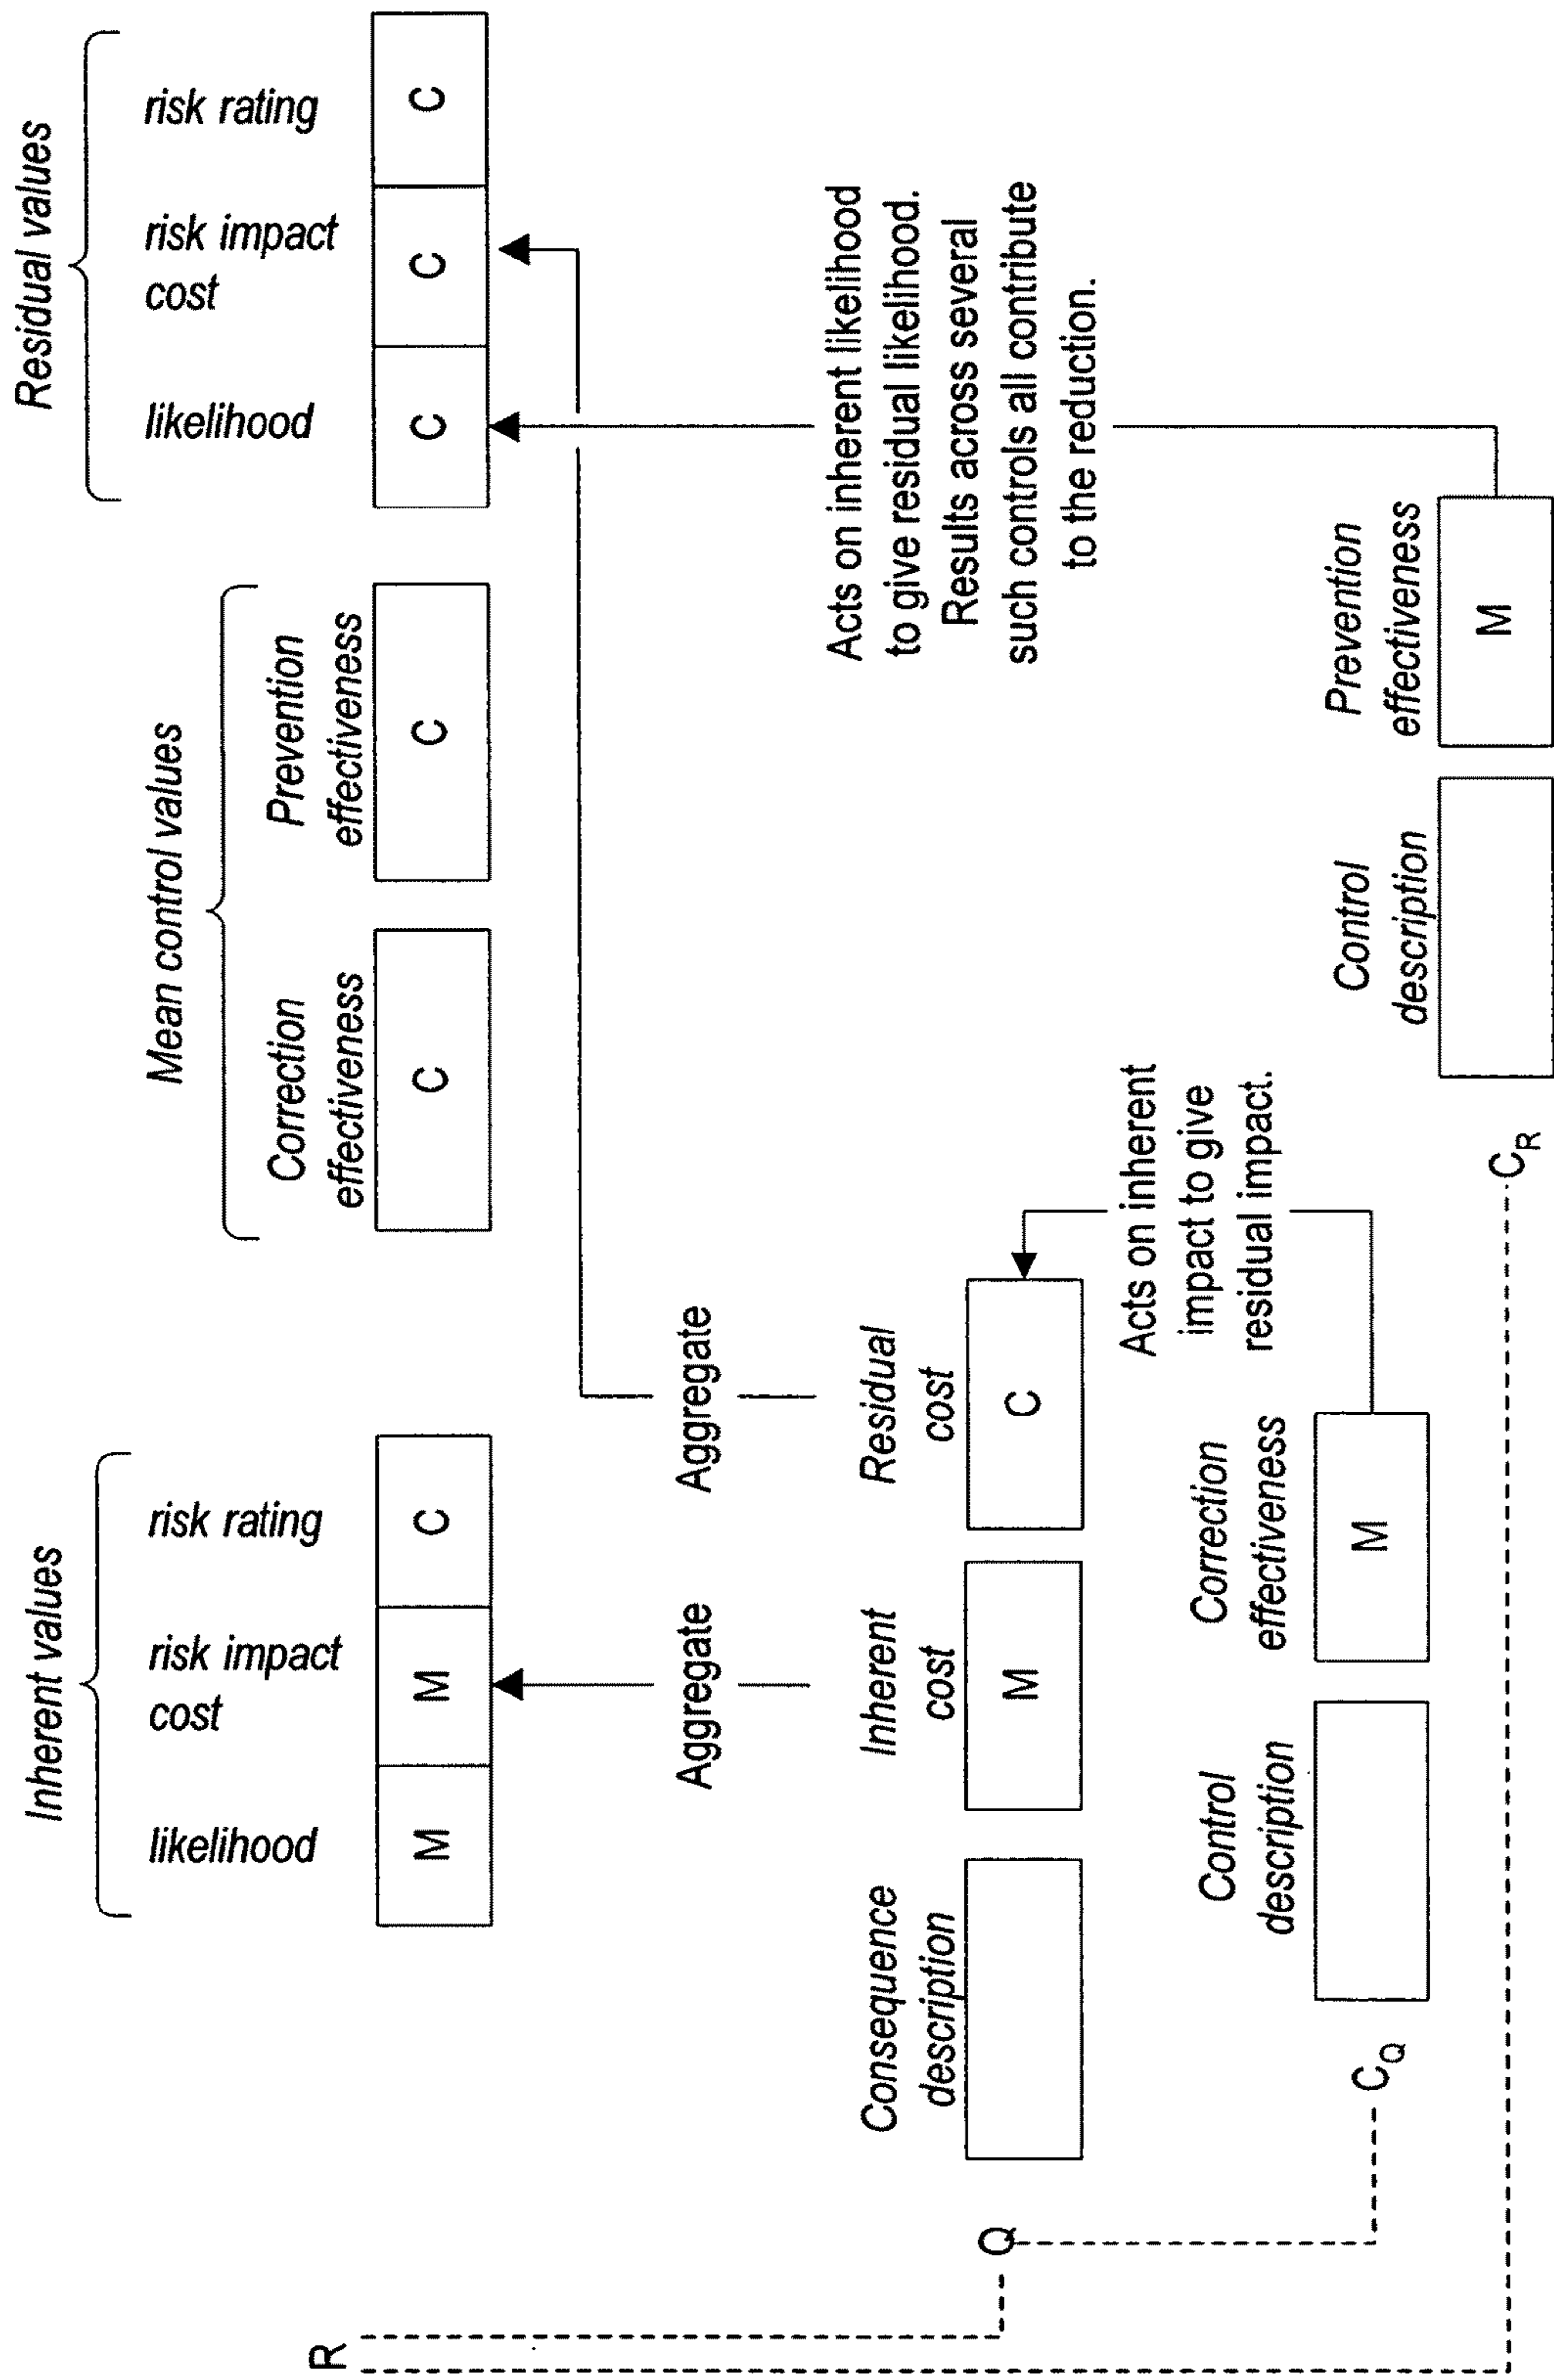 Inherent values
likelihood
risk impact
cost
risk rating
M
M
C
Mean control values
Correction
effectiveness
Prevention
effectiveness
C
C
Residual values
likelihood
risk impact
cost
risk rating
C
C
C
R
Aggregate
Aggregate
Q
Consequence
description
Inherent
cost
Residual
cost
M
C
Acts on inherent likelihood
to give residual likelihood.
Results across several
such controls all contribute
to the reduction.
Acts on inherent
impact to give
residual impact.
C_Q
Control
description
Correction
effectiveness
M
C_R
Control
description
Prevention
effectiveness
M